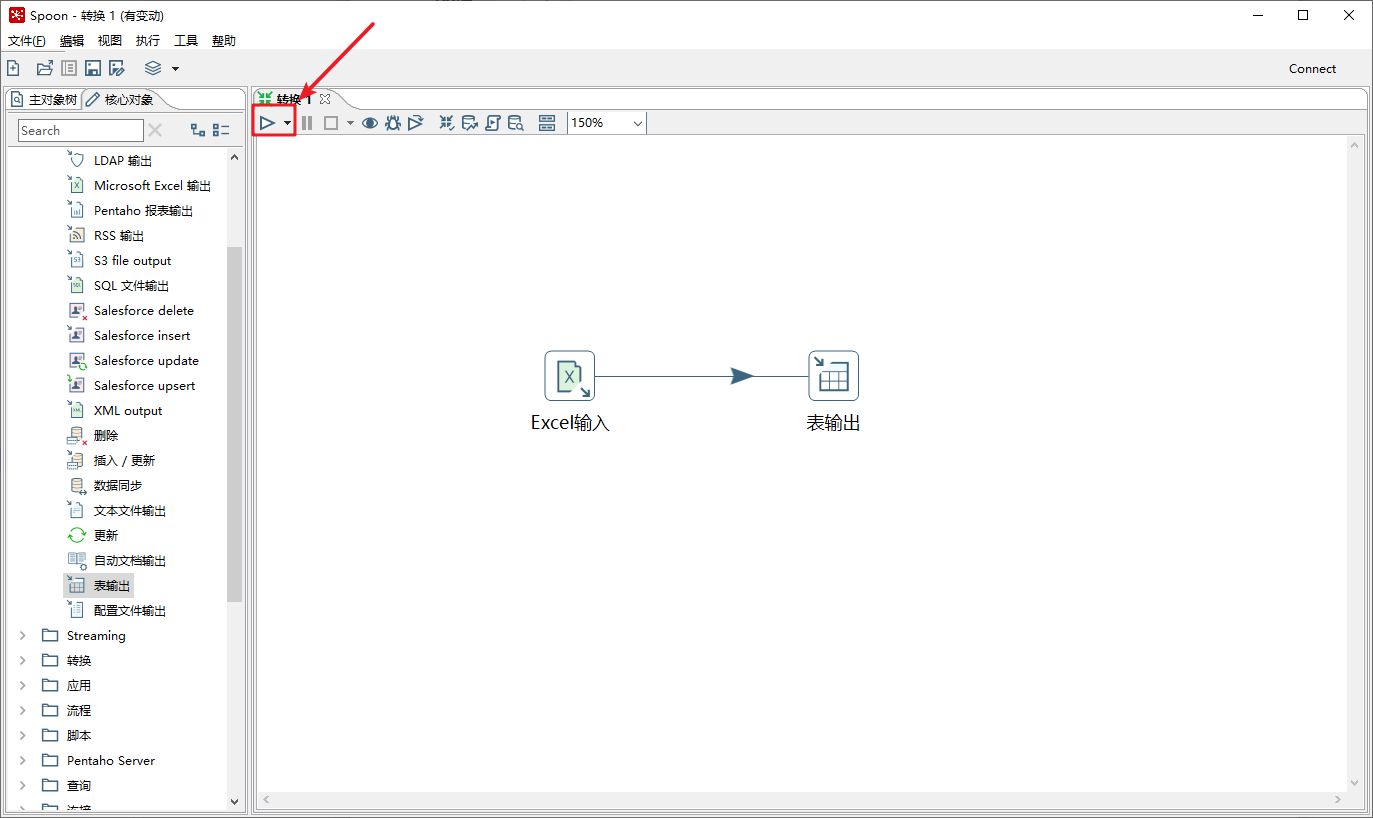 Spoon - 转换 1 (有变动)
文件(F) 编辑 视图 执行 工具 帮助
Connect
主对象树 核心对象
转换 1
Search
150%
LDAP 输出
Microsoft Excel 输出
Pentaho 报表输出
RSS 输出
S3 file output
SQL 文件输出
Salesforce delete
Salesforce insert
Salesforce update
Salesforce upsert
XML output
删除
插入 / 更新
数据同步
文本文件输出
更新
自动文档输出
表输出
配置文件输出
Streaming
转换
应用
流程
脚本
Pentaho Server
查询
连接
Excel输入
表输出